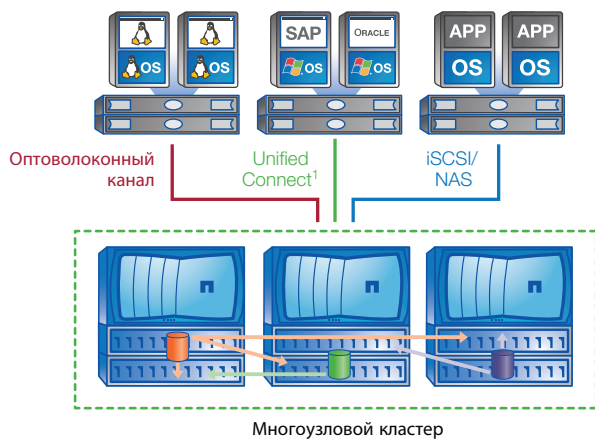 SAP
ORACLE
APP
APP
OS
OS
OS
OS
OS
OS
Оптоволоконный
канал
Unified
Connect¹
iSCSI/
NAS
Многоузловой кластер